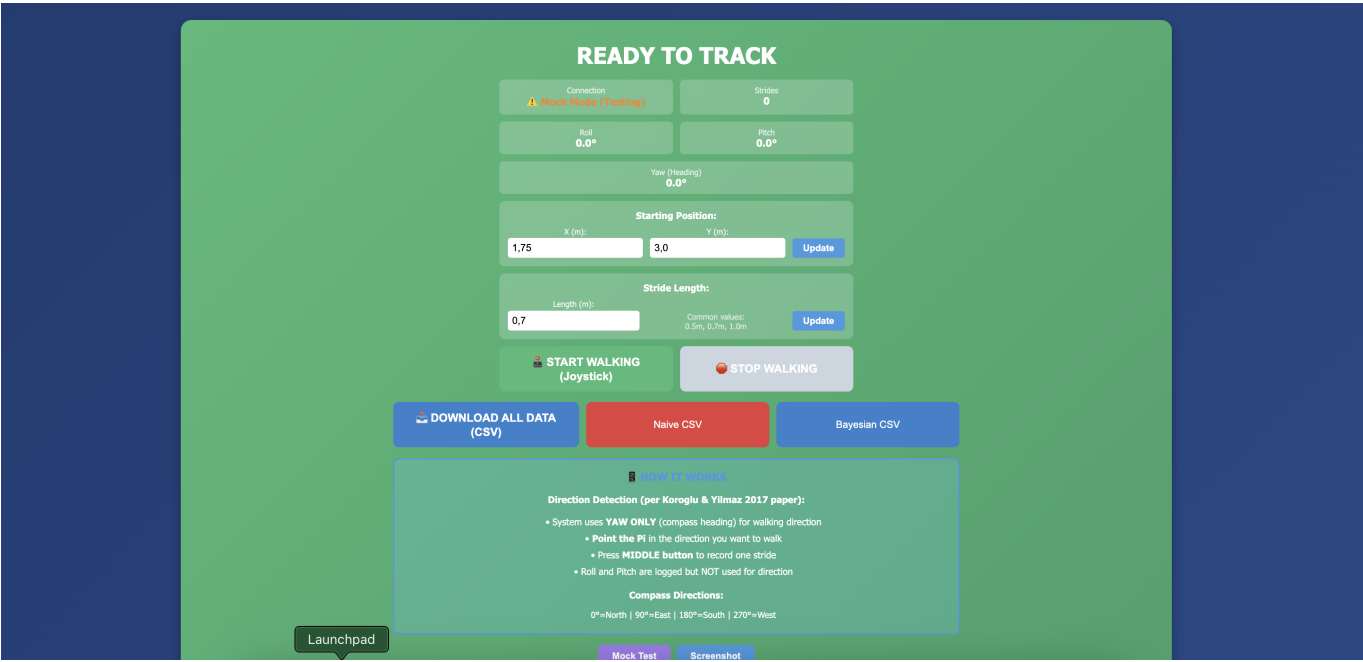 READY TO TRACK
Connection
⚠️ Mock Mode (Testing)
Strides
0
Roll
0.0°
Pitch
0.0°
Yaw (Heading)
0.0°
Starting Position:
X (m):
Y (m):
1,75
3,0
Update
Stride Length:
Length (m):
0,7
Common values:
0.5m, 0.7m, 1.0m
Update
🕹️ START WALKING
(Joystick)
🛑 STOP WALKING
📥 DOWNLOAD ALL DATA
(CSV)
Naive CSV
Bayesian CSV
📱 HOW IT WORKS
Direction Detection (per Koroglu & Yilmaz 2017 paper):
• System uses YAW ONLY (compass heading) for walking direction
• Point the Pi in the direction you want to walk
• Press MIDDLE button to record one stride
• Roll and Pitch are logged but NOT used for direction
Compass Directions:
0°=North | 90°=East | 180°=South | 270°=West
Launchpad
Mock Test
Screenshot